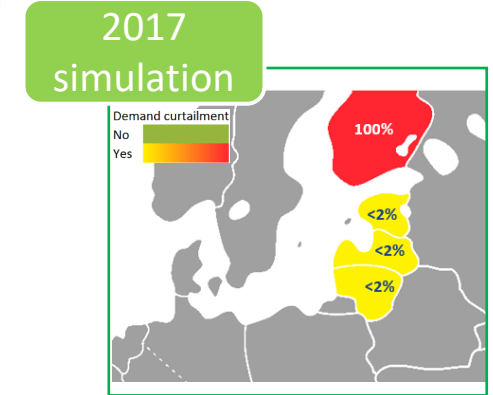 2017
simulation
Demand curtailment
No
Yes
100%
<2%
<2%
<2%